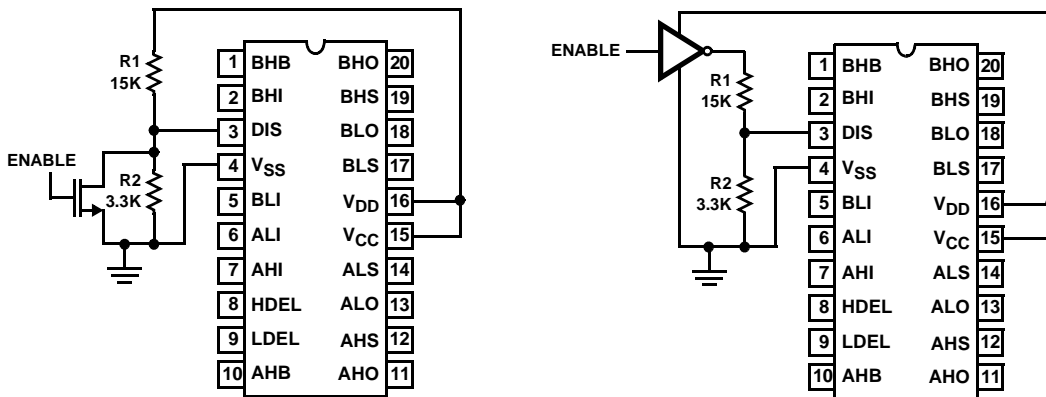 R1
15K
ENABLE
R2
3.3K
1 BHB BHO 20
2 BHI BHS 19
3 DIS BLO 18
4 VSS BLS 17
5 BLI VDD 16
6 ALI VCC 15
7 AHI ALS 14
8 HDEL ALO 13
9 LDEL AHS 12
10 AHB AHO 11
ENABLE
R1
15K
R2
3.3K
1 BHB BHO 20
2 BHI BHS 19
3 DIS BLO 18
4 VSS BLS 17
5 BLI VDD 16
6 ALI VCC 15
7 AHI ALS 14
8 HDEL ALO 13
9 LDEL AHS 12
10 AHB AHO 11